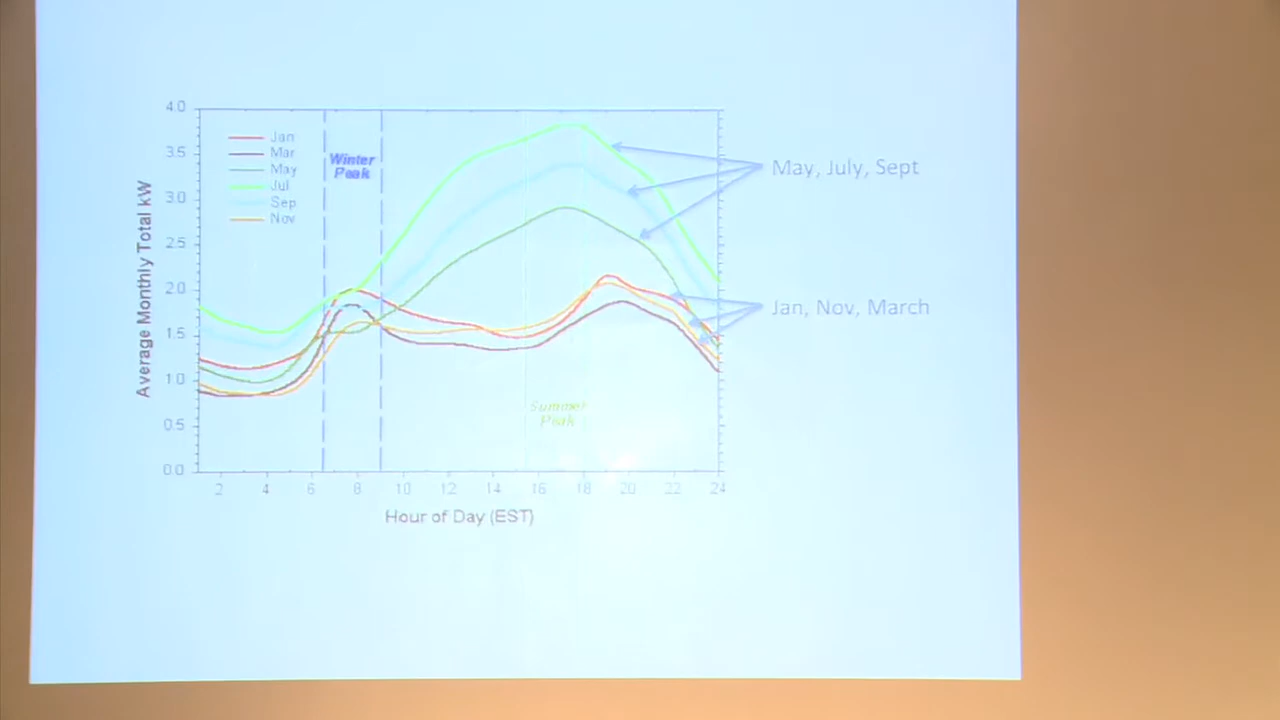 4.0
3.5
3.0
2.5
2.0
1.5
1.0
0.5
0.0
Average Monthly Total kW
Jan
Mar
May
Jul
Sep
Nov
Winter
Peak
May, July, Sept
Jan, Nov, March
Summer
Peak
2 4 6 8 10 12 14 16 18 20 22 24
Hour of Day (EST)